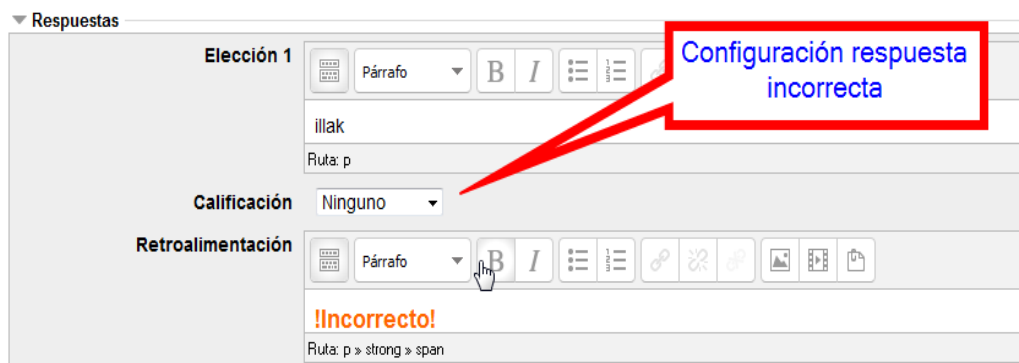 Respuestas
Elección 1
Párrafo
B I
Configuración respuesta
incorrecta
illak
Ruta: p
Calificación
Ninguno
Retroalimentación
Párrafo
B I
!Incorrecto!
Ruta: p » strong » span